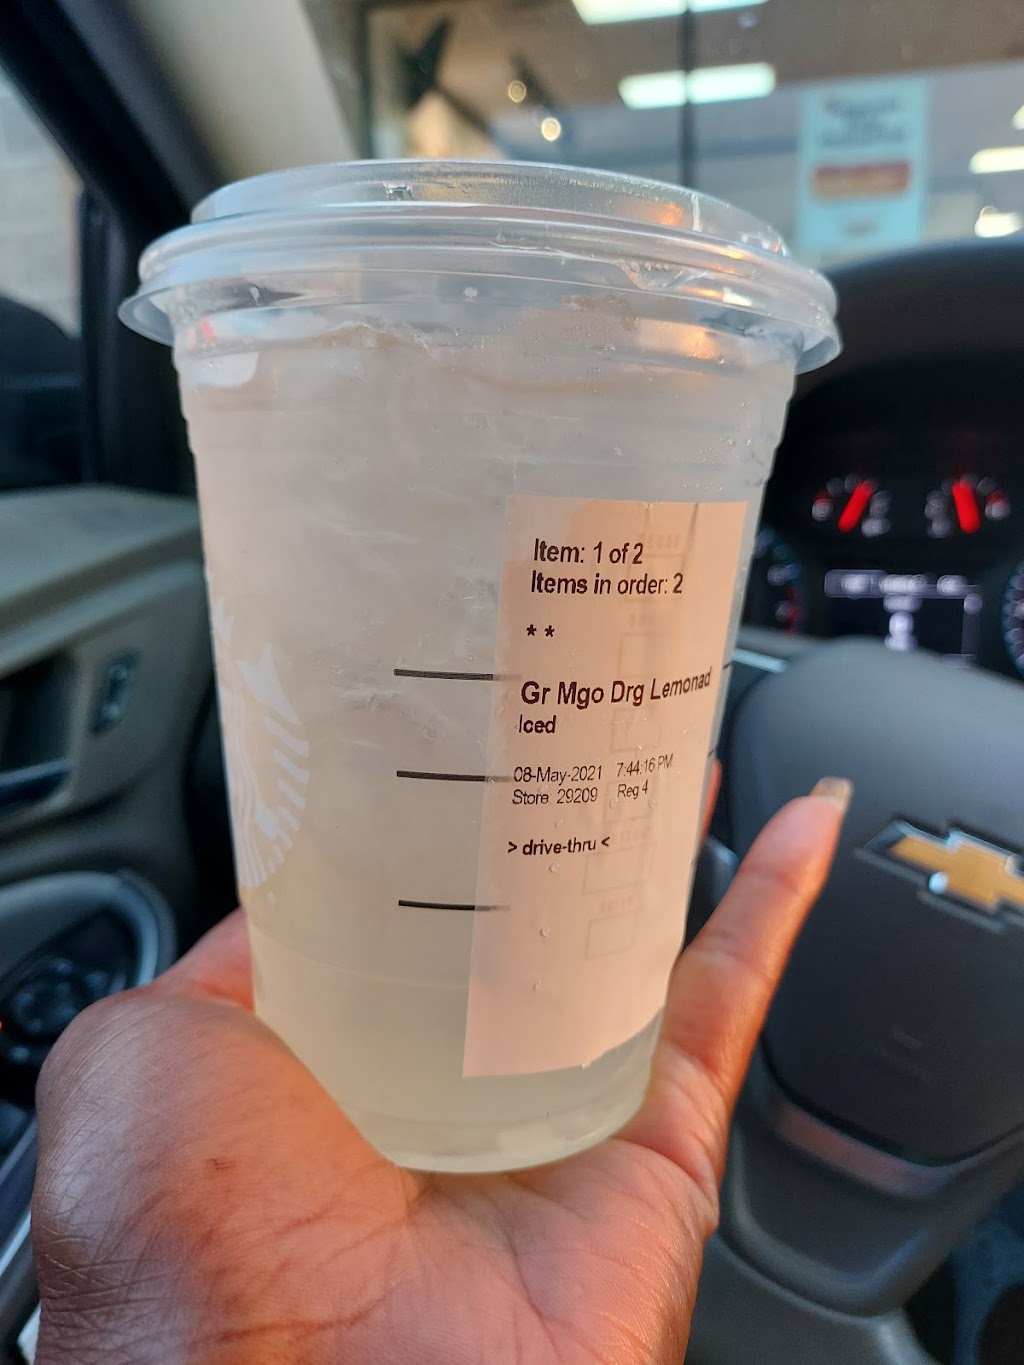 Item: 1 of 2
Items in order: 2
* *
Gr Mgo Drg Lemonad
Iced
08-May-2021 7:44:16 PM
Store 29209 Reg 4
> drive-thru <